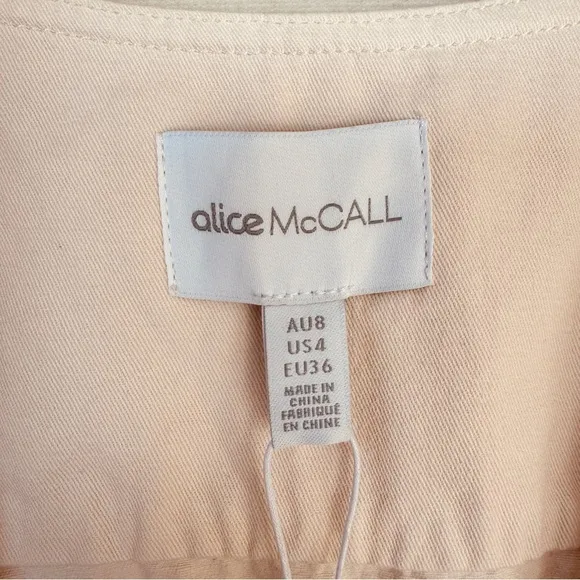 alice McCALL
AU8
US4
EU36
MADE IN
CHINA
FABRIQUÉ
EN CHINE